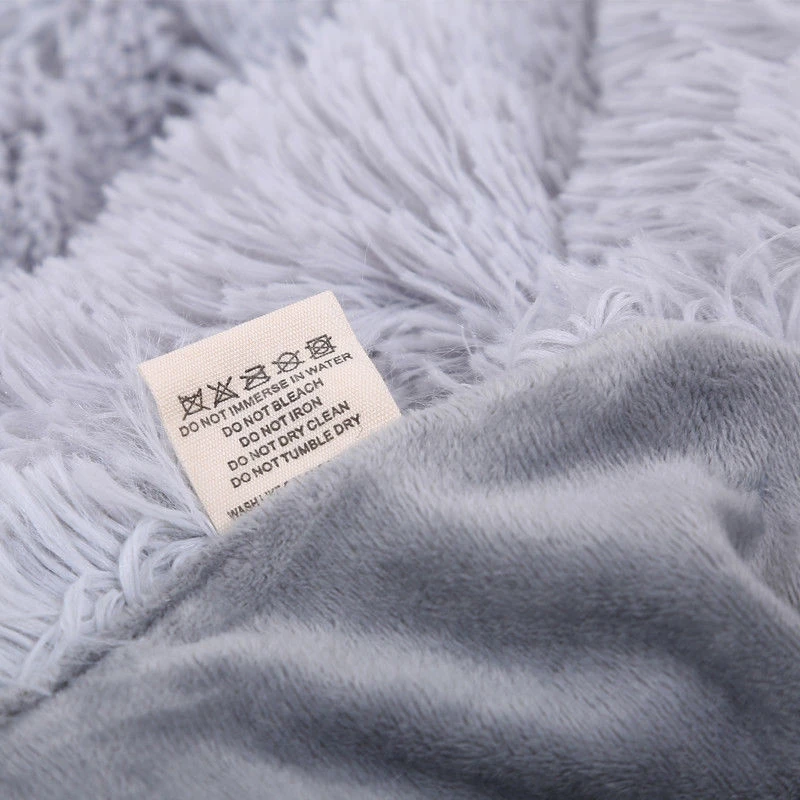 DO NOT IMMERSE IN WATER
DO NOT BLEACH
DO NOT IRON
DO NOT DRY CLEAN
DO NOT TUMBLE DRY
WASH